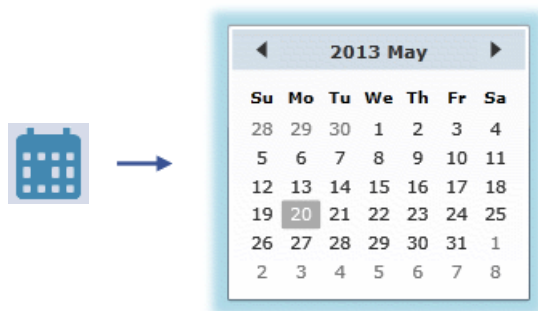 2013 May
Su Mo Tu We Th Fr Sa
28 29 30 1 2 3 4
5 6 7 8 9 10 11
12 13 14 15 16 17 18
19 20 21 22 23 24 25
26 27 28 29 30 31 1
2 3 4 5 6 7 8